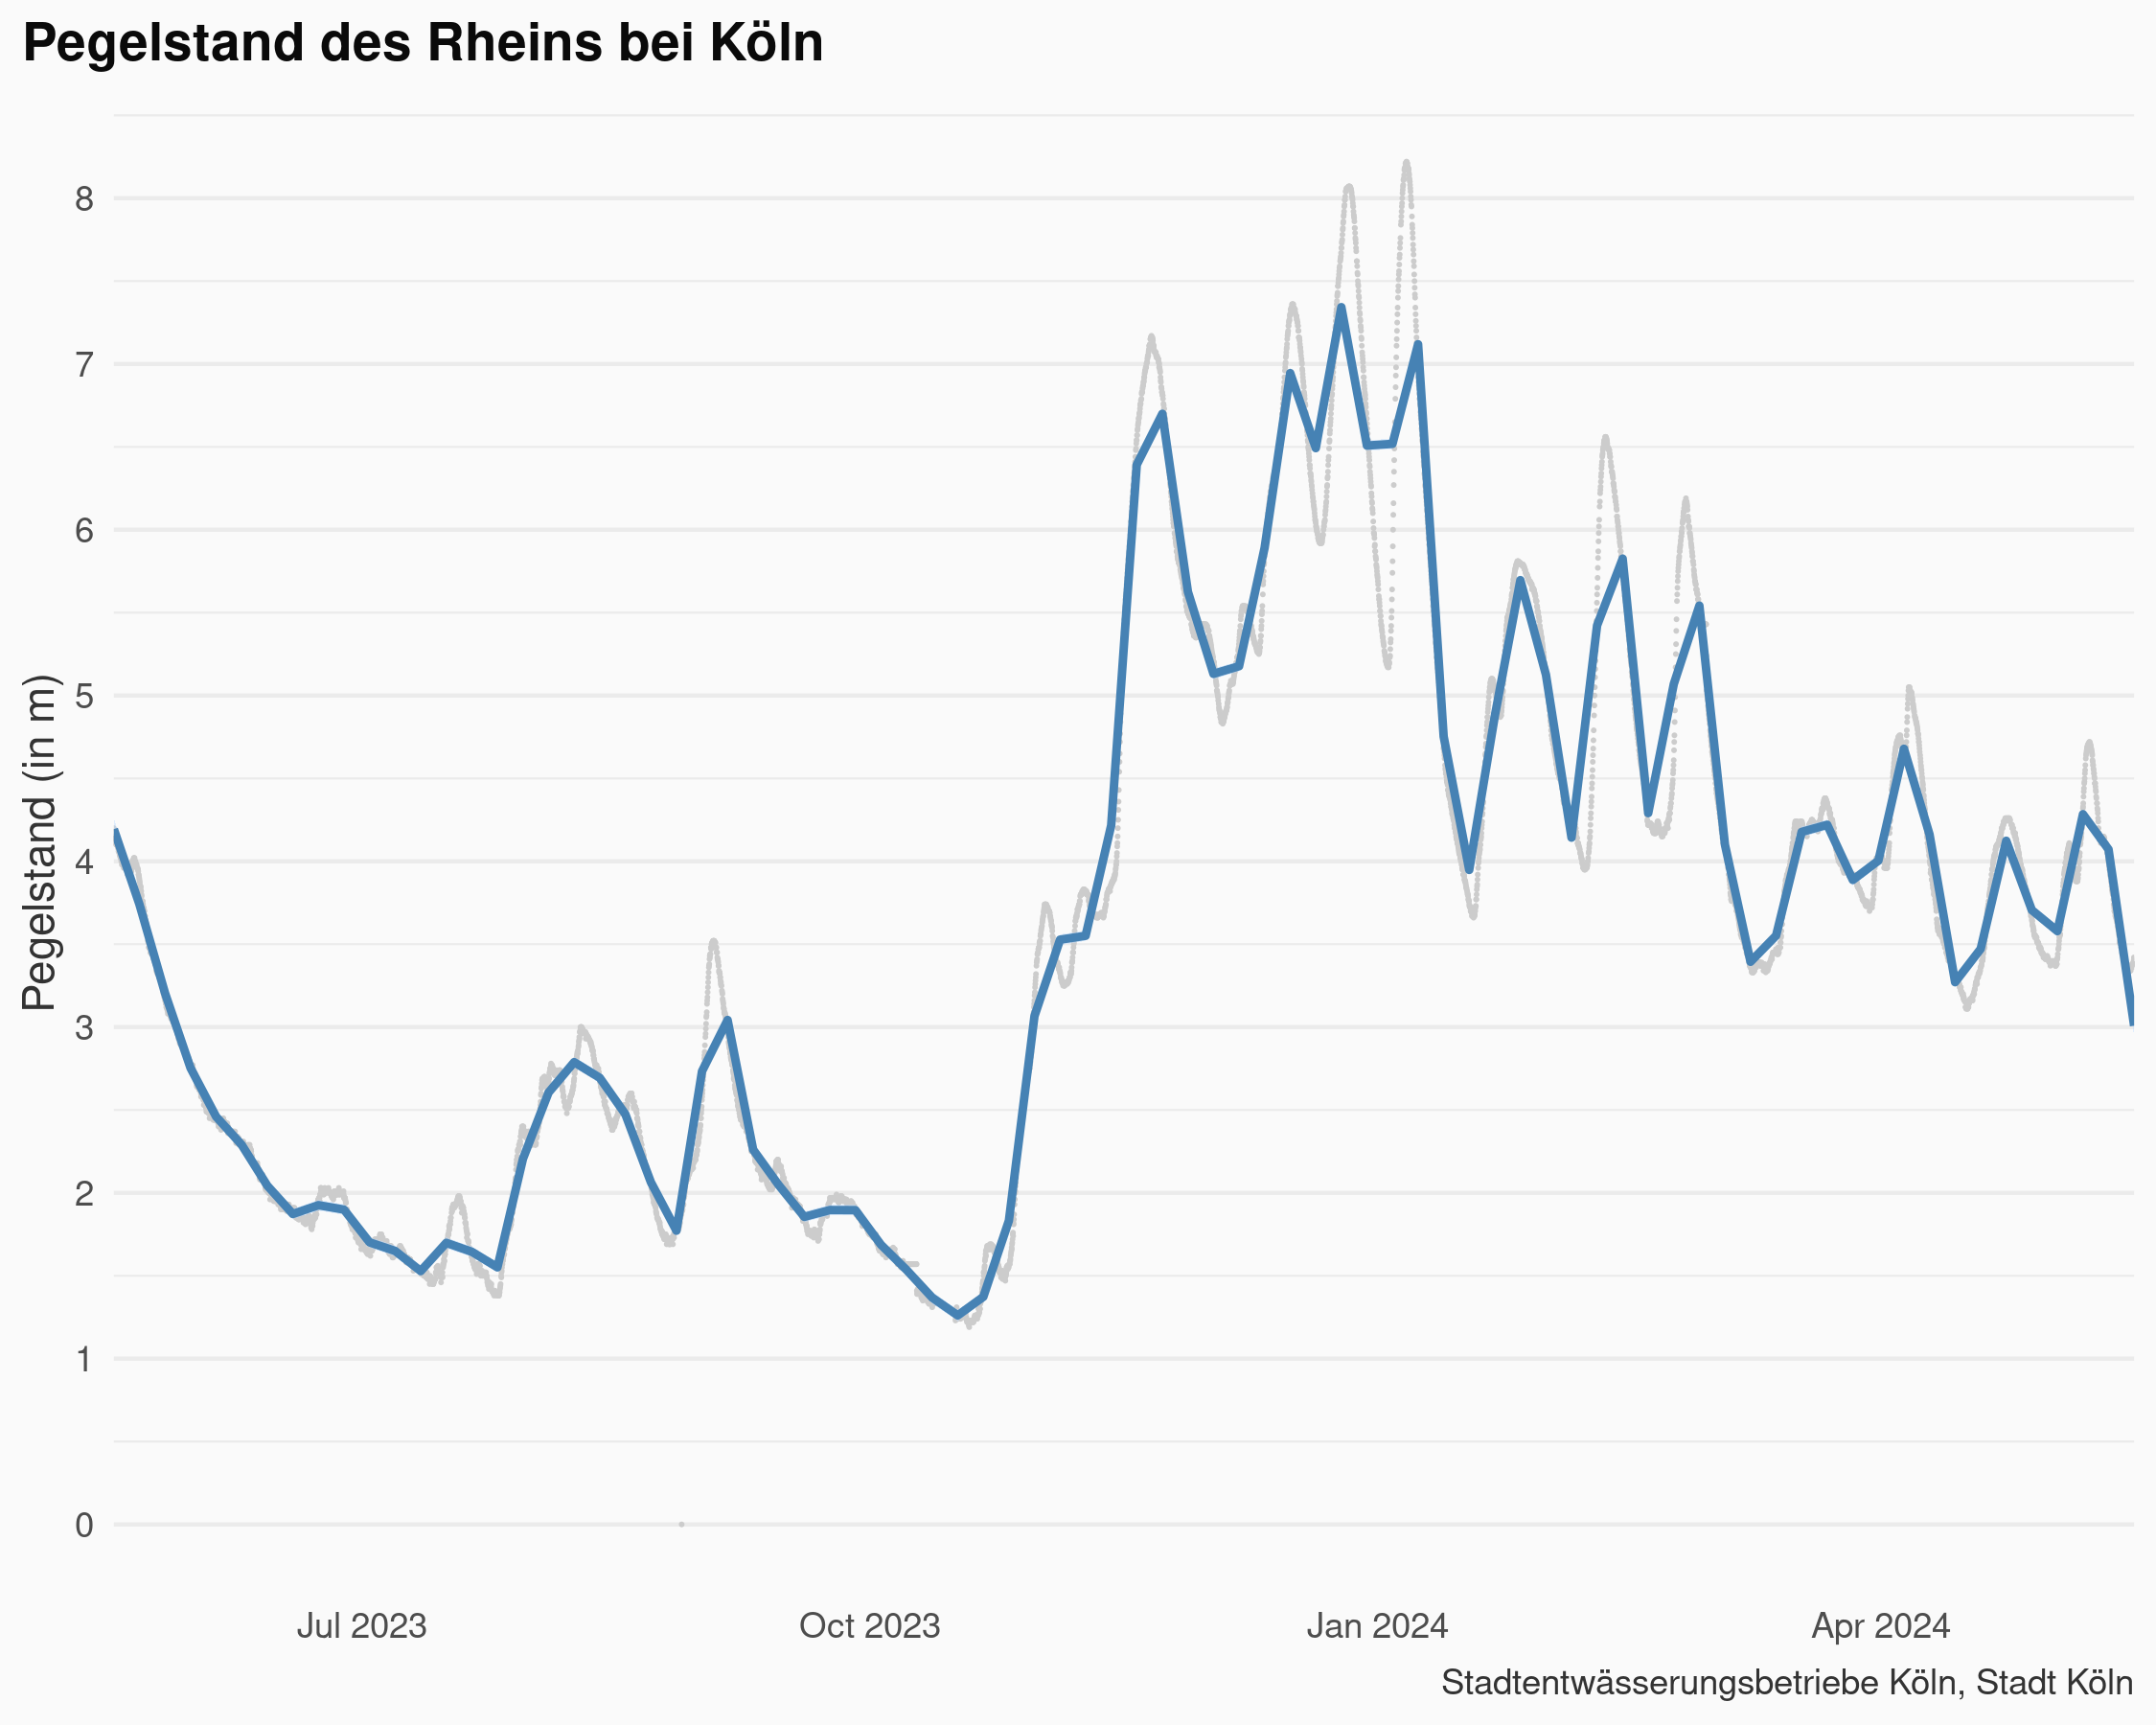 Pegelstand des Rheins bei Köln
Pegelstand (in m)
8
7
6
5
4
3
2
1
0
Jul 2023
Oct 2023
Jan 2024
Apr 2024
Stadtentwässerungsbetriebe Köln, Stadt Köln